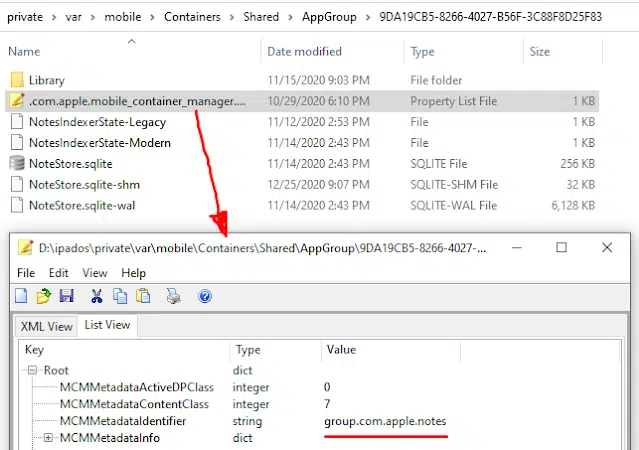 private › var › mobile › Containers › Shared › AppGroup › 9DA19CB5-8266-4027-B56F-3C88F8D25F83
Name Date modified Type Size
Library 11/15/2020 9:03 PM File folder
.com.apple.mobile_container_manager.... 10/29/2020 6:10 PM Property List File 1 KB
NotesIndexerState-Legacy 11/12/2020 2:53 PM File 1 KB
NotesIndexerState-Modern 11/14/2020 2:43 PM File 1 KB
NoteStore.sqlite 11/14/2020 2:43 PM SQLITE File 256 KB
NoteStore.sqlite-shm 12/25/2020 9:07 PM SQLITE-SHM File 32 KB
NoteStore.sqlite-wal 11/14/2020 2:43 PM SQLITE-WAL File 6,128 KB
D:\ipados\private\var\mobile\Containers\Shared\AppGroup\9DA19CB5-8266-4027-...
File Edit View Help
XML View List View
Key Type Value
Root dict
MCMMetadataActiveDPClass integer 0
MCMMetadataContentClass integer 7
MCMMetadataIdentifier string group.com.apple.notes
MCMMetadataInfo dict